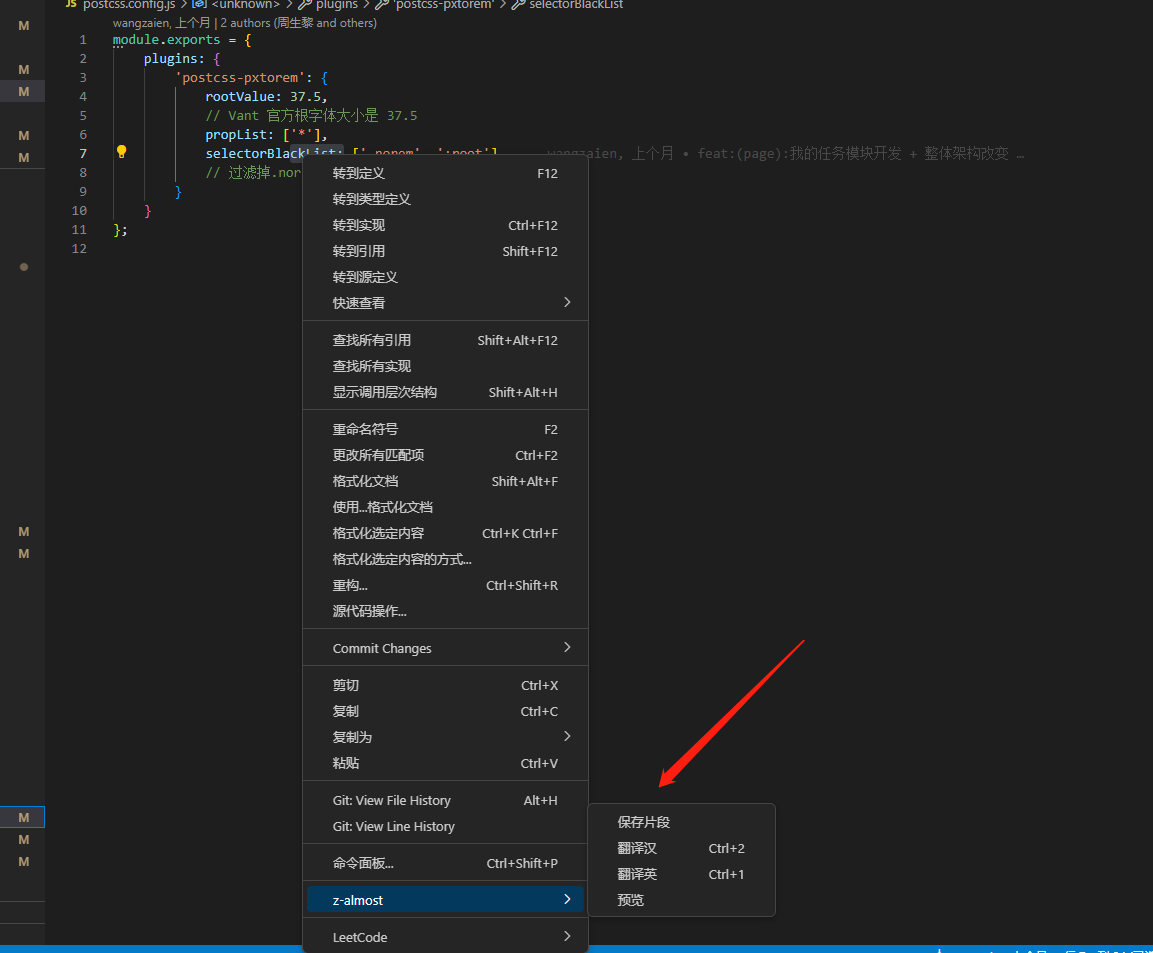 JS postcss.config.js > <unknown> > plugins > 'postcss-pxtorem' > selectorBlackList
wangzaien, 上个月 | 2 authors (周生黎 and others)
1 module.exports = {
2 plugins: {
3 'postcss-pxtorem': {
4 rootValue: 37.5,
5 // Vant 官方根字体大小是 37.5
6 propList: ['*'],
7 selectorBlackList: ['.norem', ':root'] wangzaien, 上个月 • feat:(page):我的任务模块开发 + 整体架构改变 …
8 // 过滤掉.nor
9 }
10 }
11 };
12
M
M
M
M
M
M
M
M
M
M
转到定义 F12
转到类型定义
转到实现 Ctrl+F12
转到引用 Shift+F12
转到源定义
快速查看
查找所有引用 Shift+Alt+F12
查找所有实现
显示调用层次结构 Shift+Alt+H
重命名符号 F2
更改所有匹配项 Ctrl+F2
格式化文档 Shift+Alt+F
使用...格式化文档
格式化选定内容 Ctrl+K Ctrl+F
格式化选定内容的方式...
重构... Ctrl+Shift+R
源代码操作...
Commit Changes
剪切 Ctrl+X
复制 Ctrl+C
复制为
粘贴 Ctrl+V
Git: View File History Alt+H
Git: View Line History
命令面板... Ctrl+Shift+P
z-almost
LeetCode
保存片段
翻译汉 Ctrl+2
翻译英 Ctrl+1
预览